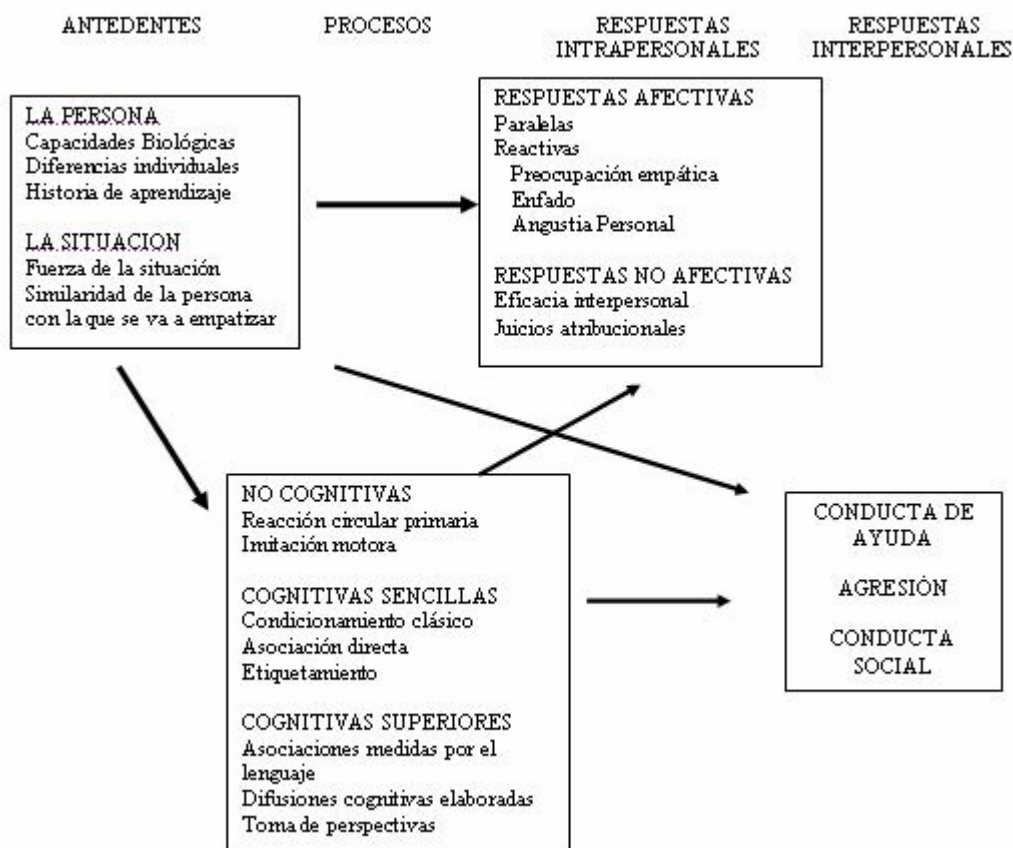 ANTEDENTES
PROCESOS
RESPUESTAS
INTRAPERSONALES
RESPUESTAS
INTERPERSONALES
LA PERSONA
Capacidades Biológicas
Diferencias individuales
Historia de aprendizaje
LA SITUACION
Fuerza de la situación
Similaridad de la persona
con la que se va a empatizar
RESPUESTAS AFECTIVAS
Paralelas
Reactivas
Preocupación empática
Enfado
Angustia Personal
RESPUESTAS NO AFECTIVAS
Eficacia interpersonal
Juicios atribucionales
NO COGNITIVAS
Reacción circular primaria
Imitación motora
COGNITIVAS SENCILLAS
Condicionamiento clásico
Asociación directa
Etiquetamiento
COGNITIVAS SUPERIORES
Asociaciones medidas por el
lenguaje
Difusiones cognitivas elaboradas
Toma de perspectivas
CONDUCTA DE
AYUDA
AGRESIÓN
CONDUCTA
SOCIAL